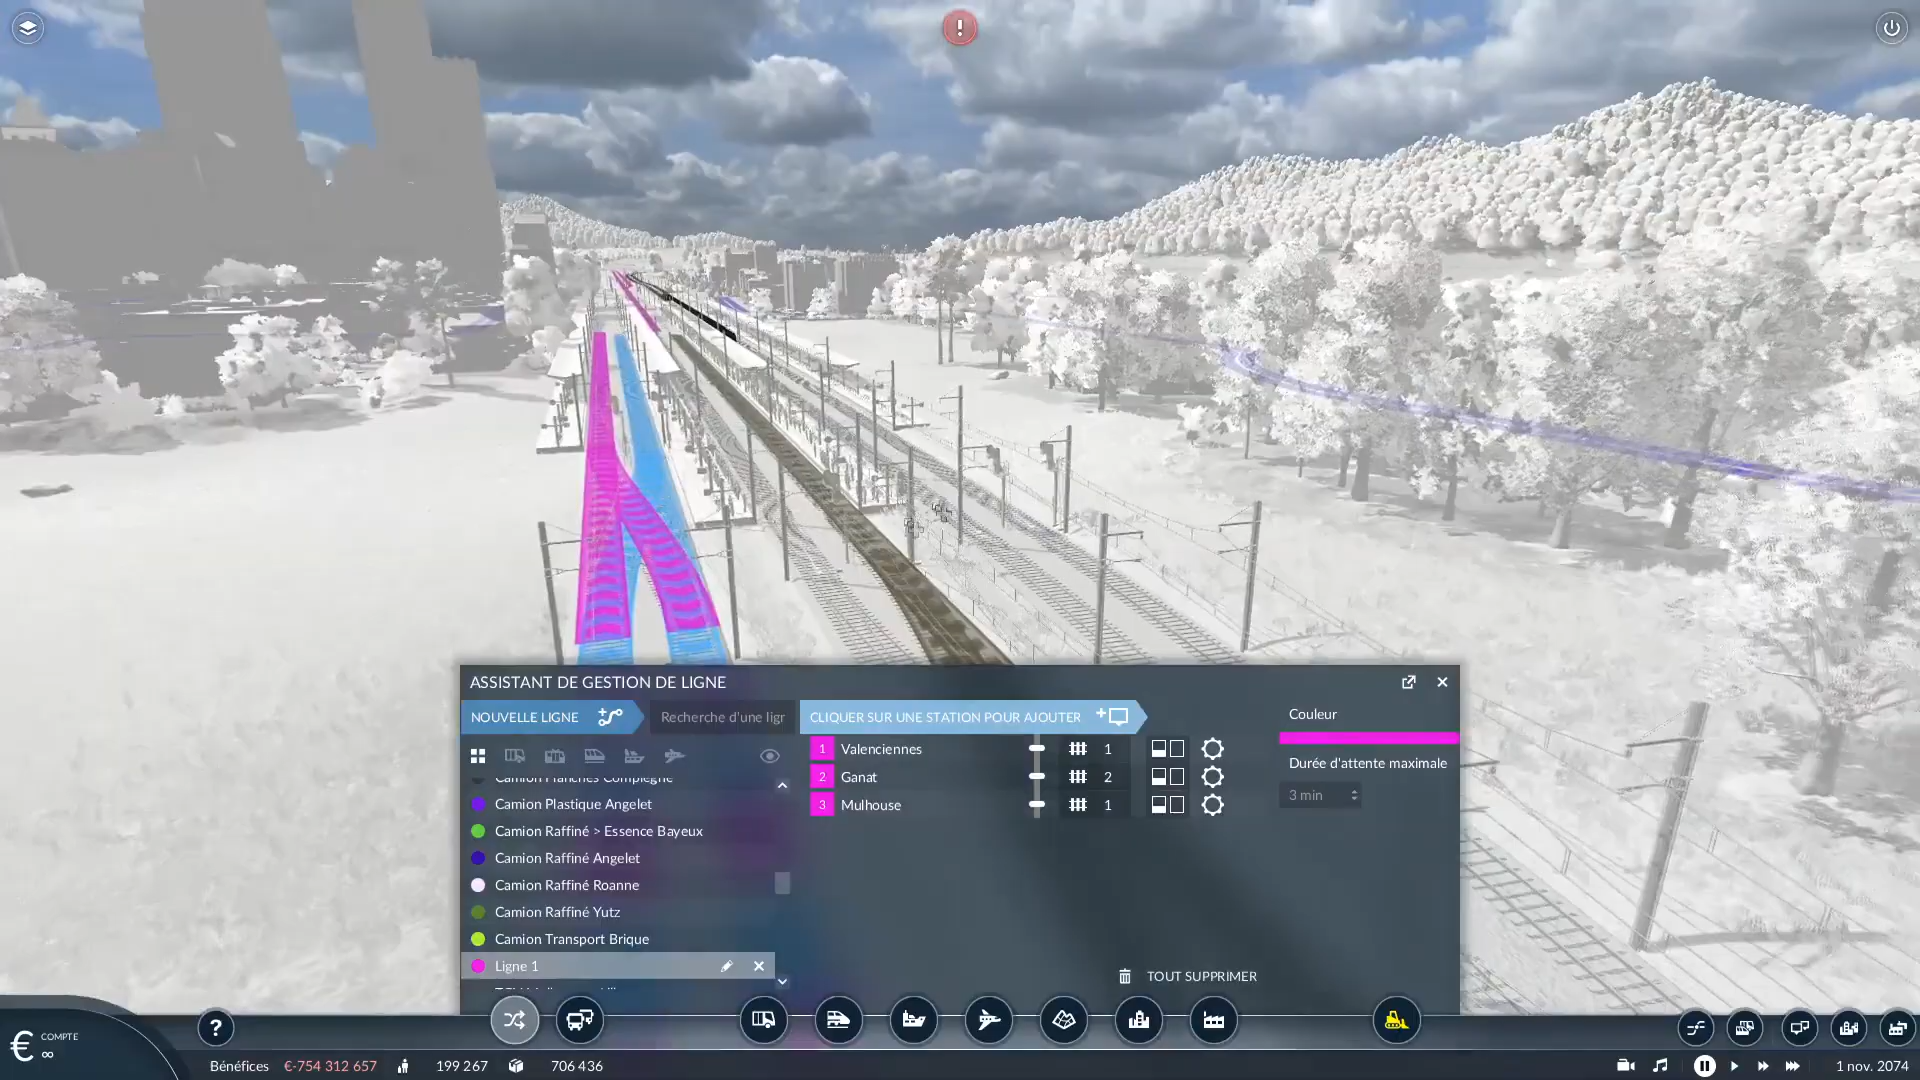 ASSISTANT DE GESTION DE LIGNE
NOUVELLE LIGNE
Recherche d'une ligr
CLIQUER SUR UNE STATION POUR AJOUTER
Couleur
1 Valenciennes 1
2 Ganat 2
3 Mulhouse 1
Durée d'attente maximale
3 min
Camion Planches Compiègne
Camion Plastique Angelet
Camion Raffiné > Essence Bayeux
Camion Raffiné Angelet
Camion Raffiné Roanne
Camion Raffiné Yutz
Camion Transport Brique
Ligne 1
TOUT SUPPRIMER
?
€ COMPTE
∞
Bénéfices €-754 312 657 199 267 706 436
1 nov. 2074